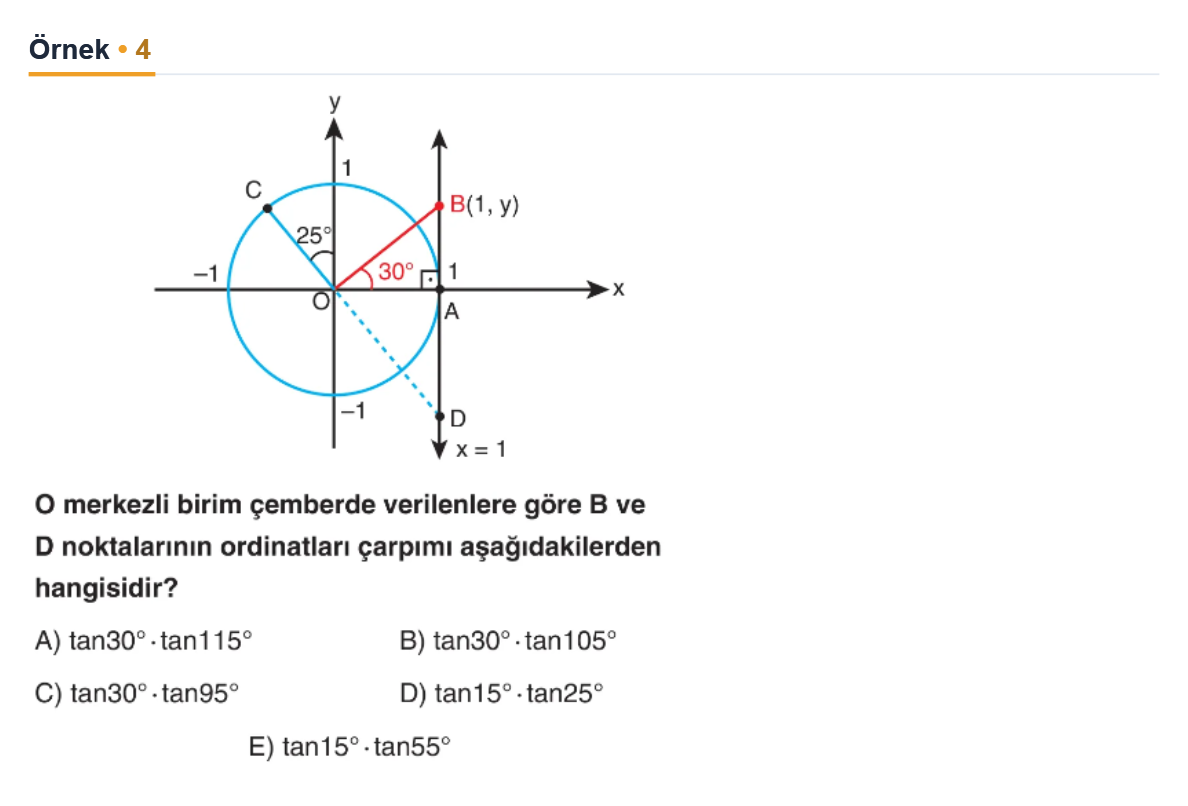 Örnek • 4
y
1
C
B(1, y)
25°
30°
–1
1
x
O
A
–1
D
x = 1
O merkezli birim çemberde verilenlere göre B ve
D noktalarının ordinatları çarpımı aşağıdakilerden
hangisidir?
A) tan30° · tan115°
B) tan30° · tan105°
C) tan30° · tan95°
D) tan15° · tan25°
E) tan15° · tan55°